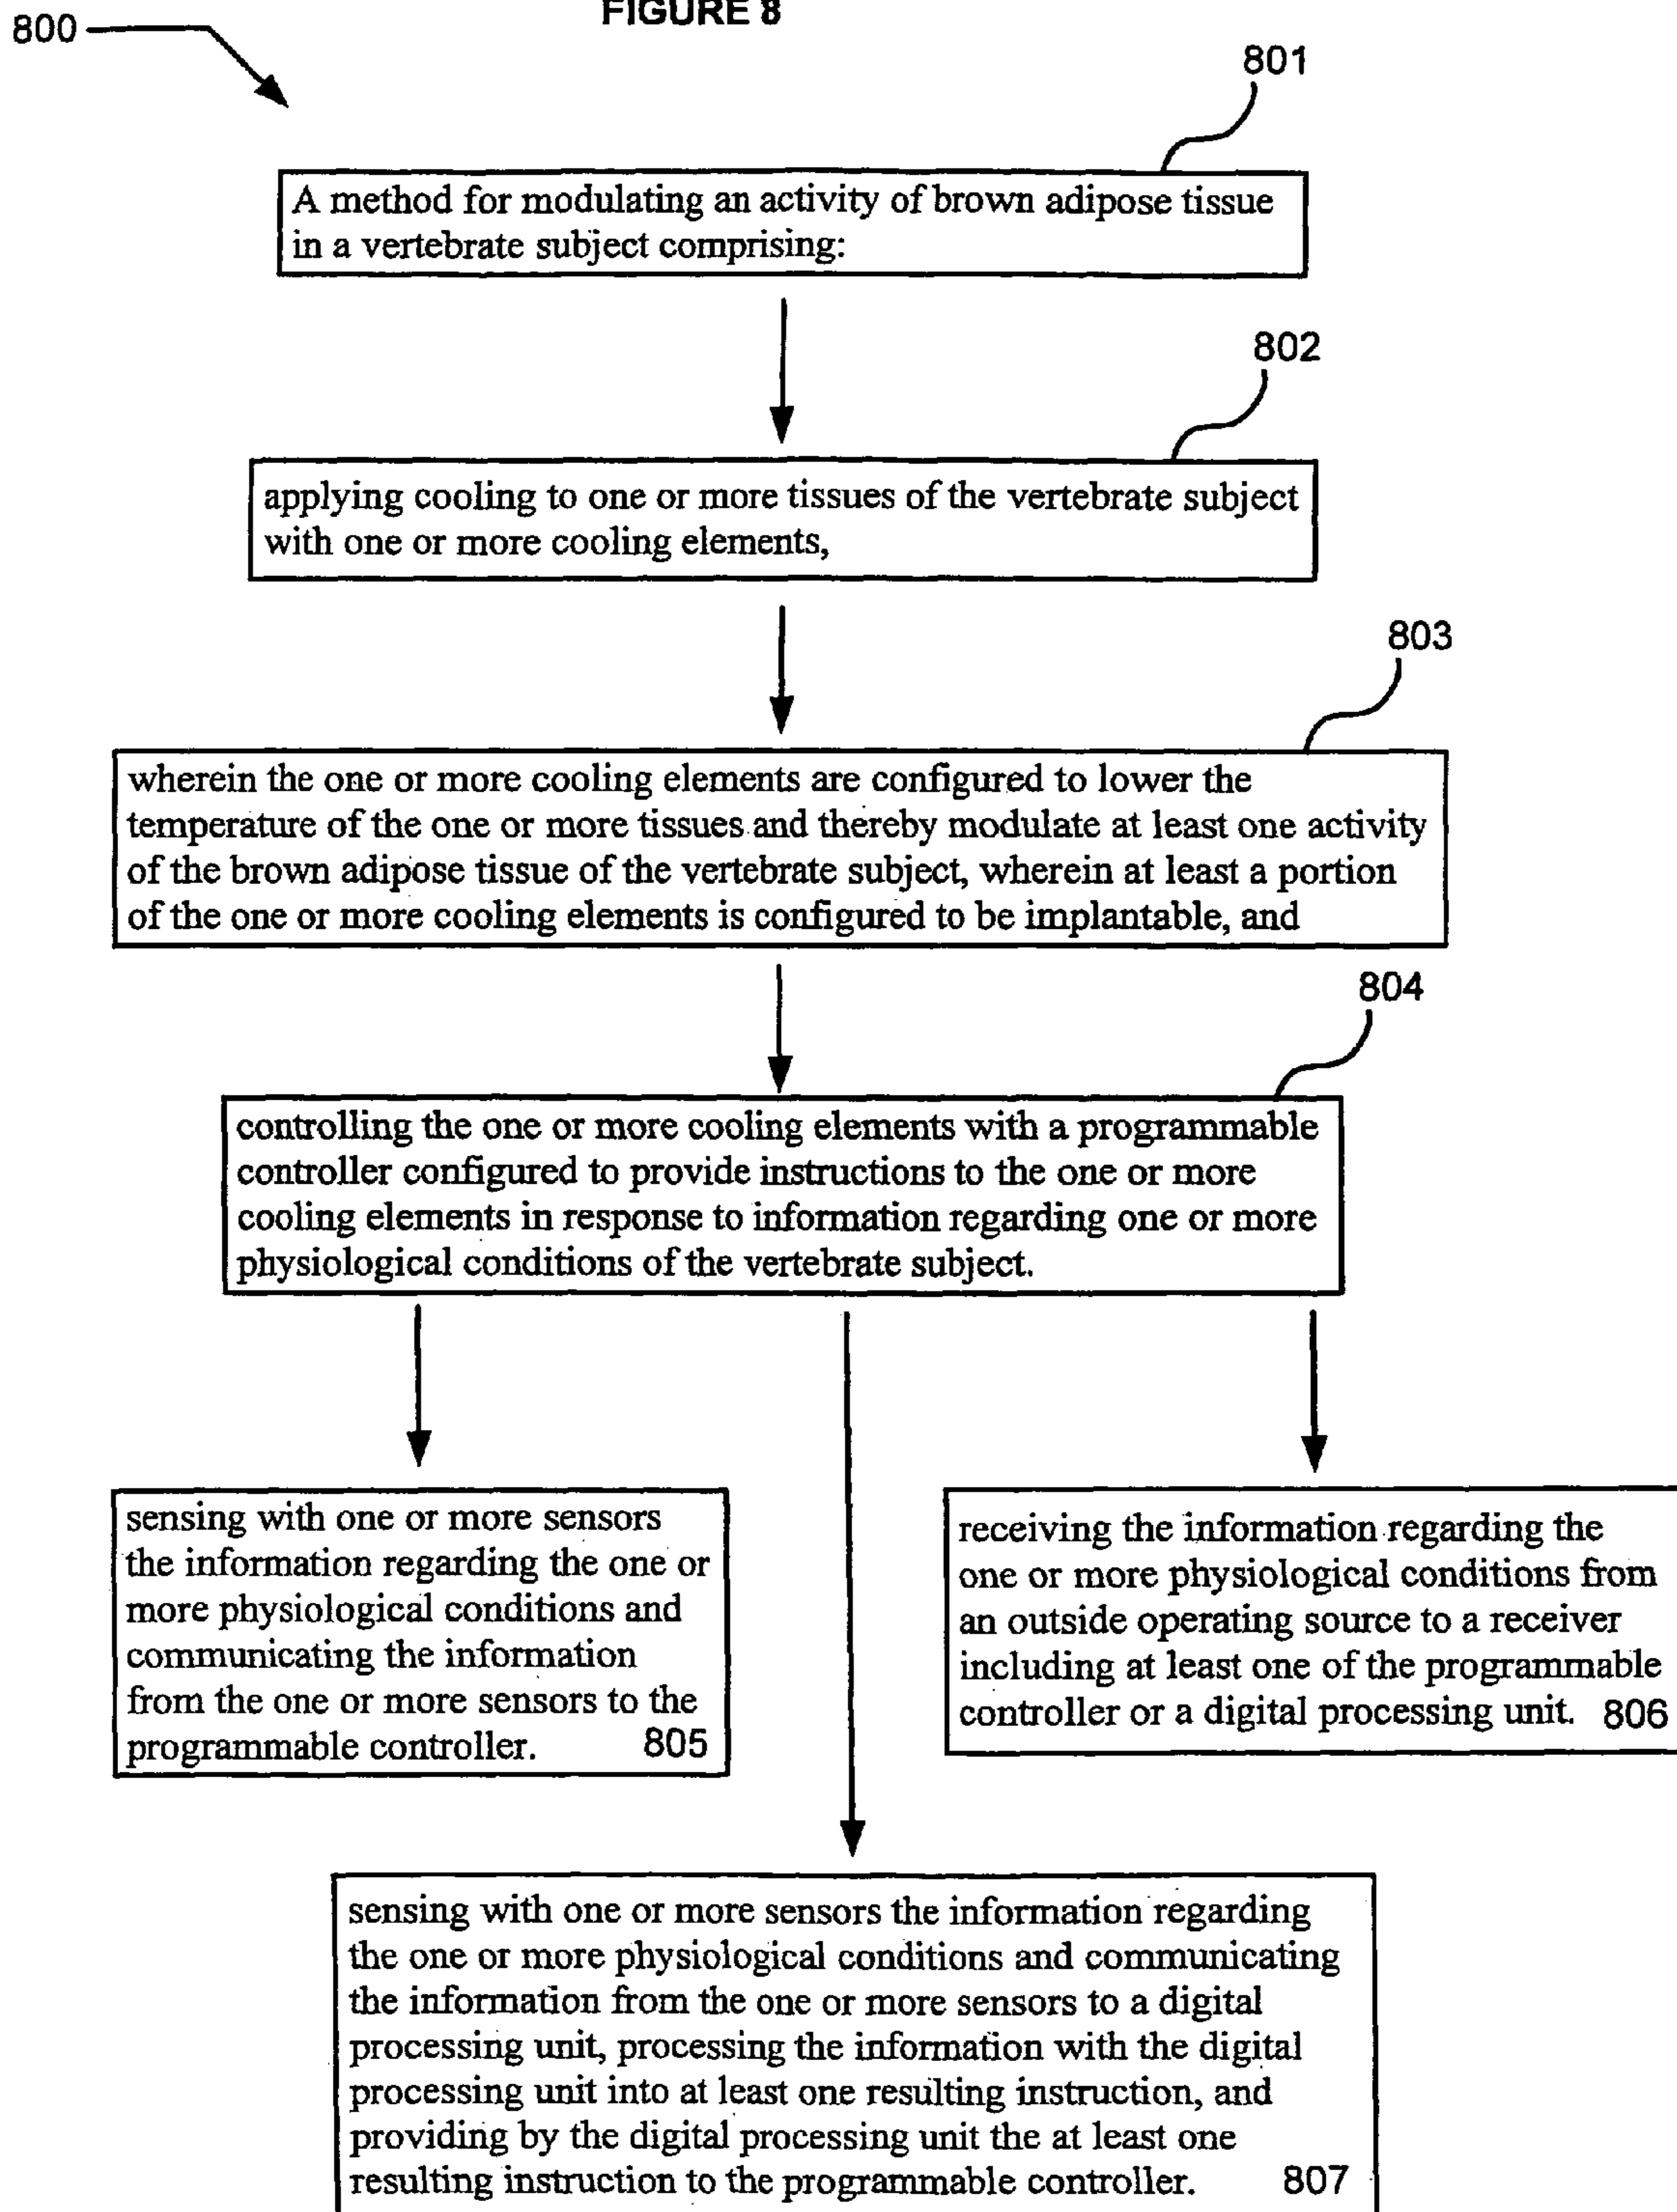 FIGURE 8
800
801
A method for modulating an activity of brown adipose tissue
in a vertebrate subject comprising:
802
applying cooling to one or more tissues of the vertebrate subject
with one or more cooling elements,
803
wherein the one or more cooling elements are configured to lower the
temperature of the one or more tissues and thereby modulate at least one activity
of the brown adipose tissue of the vertebrate subject, wherein at least a portion
of the one or more cooling elements is configured to be implantable, and
804
controlling the one or more cooling elements with a programmable
controller configured to provide instructions to the one or more
cooling elements in response to information regarding one or more
physiological conditions of the vertebrate subject.
sensing with one or more sensors
the information regarding the one or
more physiological conditions and
communicating the information
from the one or more sensors to the
programmable controller. 805
receiving the information regarding the
one or more physiological conditions from
an outside operating source to a receiver
including at least one of the programmable
controller or a digital processing unit. 806
sensing with one or more sensors the information regarding
the one or more physiological conditions and communicating
the information from the one or more sensors to a digital
processing unit, processing the information with the digital
processing unit into at least one resulting instruction, and
providing by the digital processing unit the at least one
resulting instruction to the programmable controller. 807